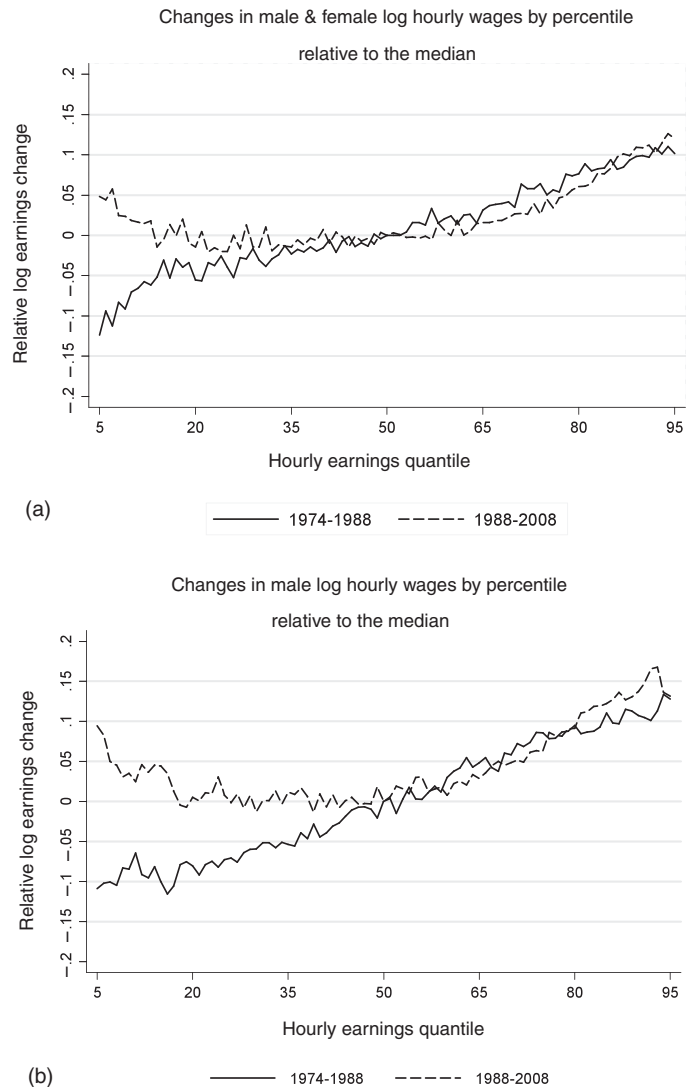 Changes in male & female log hourly wages by percentile
relative to the median
Relative log earnings change
.2
.15
.1
.05
0
−.05
−.1
−.15
−.2
5 20 35 50 65 80 95
Hourly earnings quantile
(a)
1974-1988 1988-2008
Changes in male log hourly wages by percentile
relative to the median
Relative log earnings change
.2
.15
.1
.05
0
−.05
−.1
−.15
−.2
5 20 35 50 65 80 95
Hourly earnings quantile
(b)
1974-1988 1988-2008